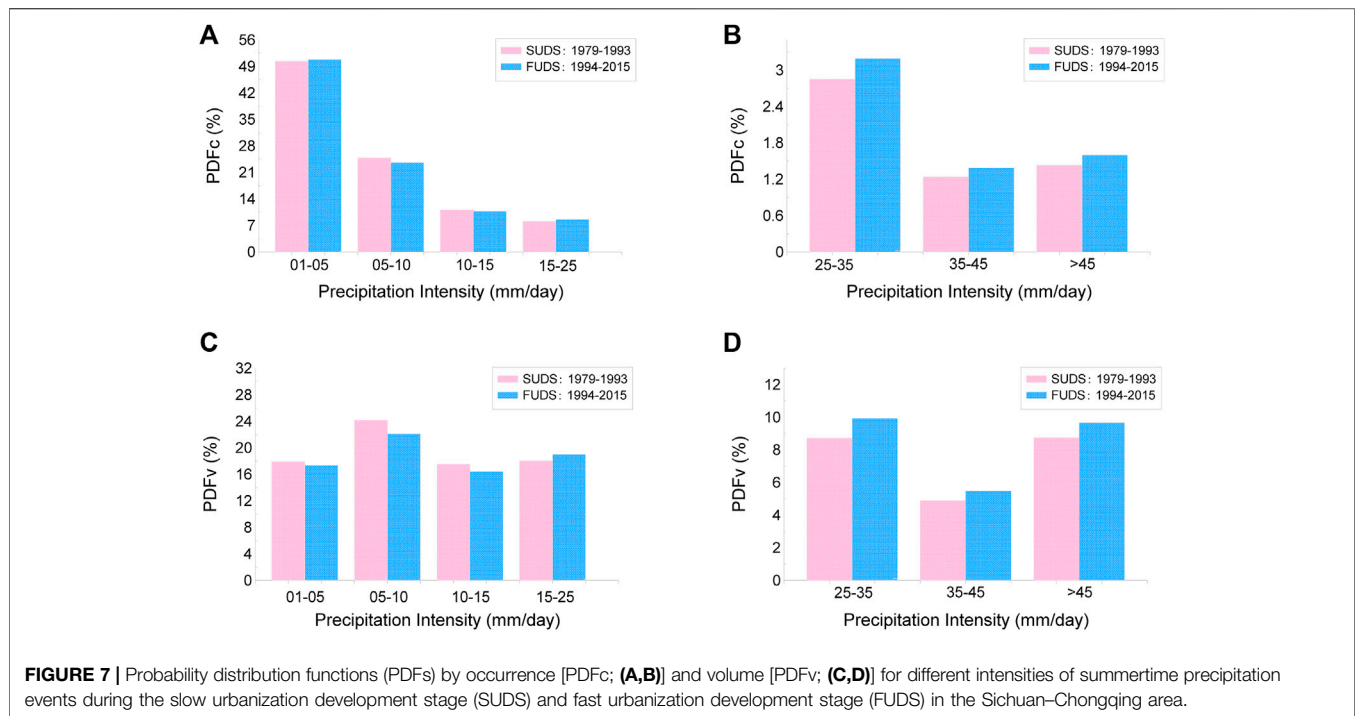 A
SUDS: 1979-1993
FUDS: 1994-2015
PDFc (%)
56
49
42
35
28
21
14
7
0
01-05
05-10
10-15
15-25
Precipitation Intensity (mm/day)
B
SUDS: 1979-1993
FUDS: 1994-2015
PDFc (%)
3
2.4
1.8
1.2
0.6
0
25-35
35-45
>45
Precipitation Intensity (mm/day)
C
SUDS: 1979-1993
FUDS: 1994-2015
PDFv (%)
32
28
24
20
16
12
8
4
0
01-05
05-10
10-15
15-25
Precipitation Intensity (mm/day)
D
SUDS: 1979-1993
FUDS: 1994-2015
PDFv (%)
12
10
8
6
4
2
0
25-35
35-45
>45
Precipitation Intensity (mm/day)
FIGURE 7 | Probability distribution functions (PDFs) by occurrence [PDFc; (A,B)] and volume [PDFv; (C,D)] for different intensities of summertime precipitation
events during the slow urbanization development stage (SUDS) and fast urbanization development stage (FUDS) in the Sichuan–Chongqing area.